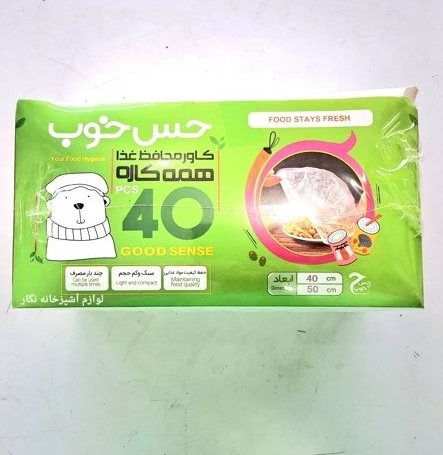 حس خوب
Your Food Hygiene
کاور محافظ غذا
همه کاره
PCS
40
GOOD SENSE
FOOD STAYS FRESH
چند بار مصرف
Can be used
multiple times
سبک و کم حجم
Light and compact
حفظ کیفیت مواد غذایی
Maintaining
food quality
ابعاد
40 cm
50 cm
لوازم آشپزخانه نگار